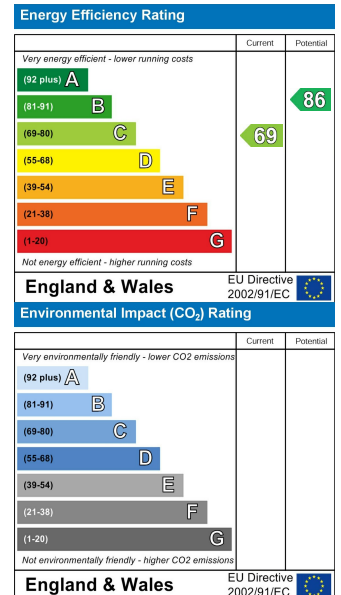 Energy Efficiency Rating
Current Potential
Very energy efficient - lower running costs
(92 plus) A
(81-91) B
86
(69-80) C
69
(55-68) D
(39-54) E
(21-38) F
(1-20) G
Not energy efficient - higher running costs
England & Wales
EU Directive
2002/91/EC
Environmental Impact (CO₂) Rating
Current Potential
Very environmentally friendly - lower CO2 emissions
(92 plus) A
(81-91) B
(69-80) C
(55-68) D
(39-54) E
(21-38) F
(1-20) G
Not environmentally friendly - higher CO2 emissions
England & Wales
EU Directive
2002/91/EC